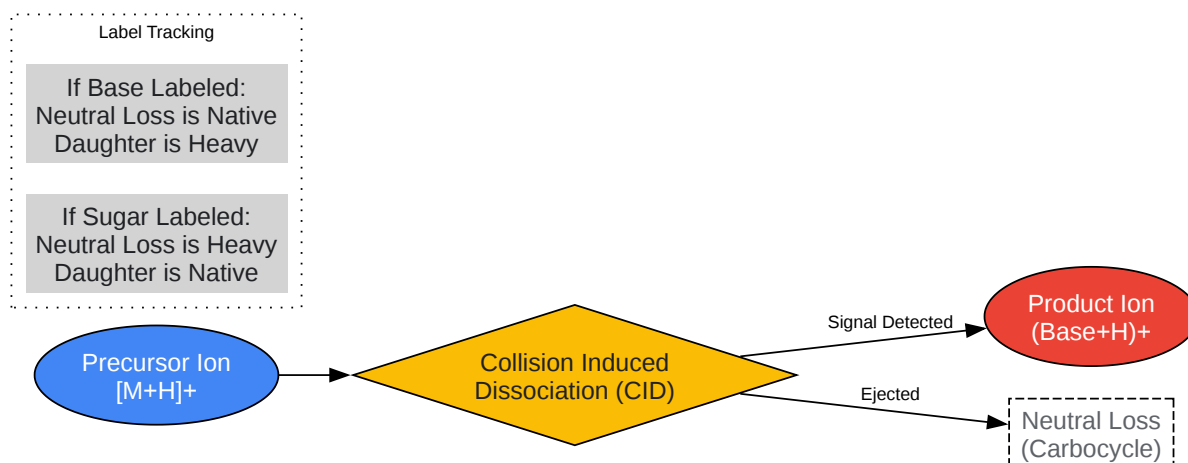 Label Tracking
If Base Labeled:
Neutral Loss is Native
Daughter is Heavy
If Sugar Labeled:
Neutral Loss is Heavy
Daughter is Native
Precursor Ion
[M+H]+
Collision Induced
Dissociation (CID)
Signal Detected
Product Ion
(Base+H)+
Ejected
Neutral Loss
(Carbocycle)